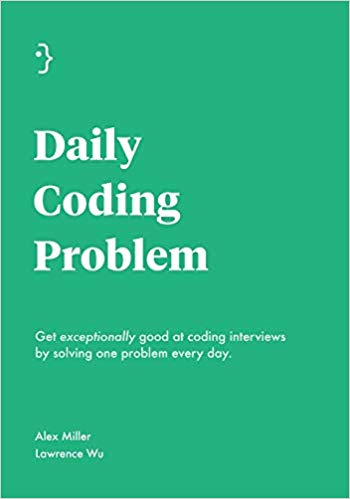 Daily
Coding
Problem
Get exceptionally good at coding interviews
by solving one problem every day.
Alex Miller
Lawrence Wu